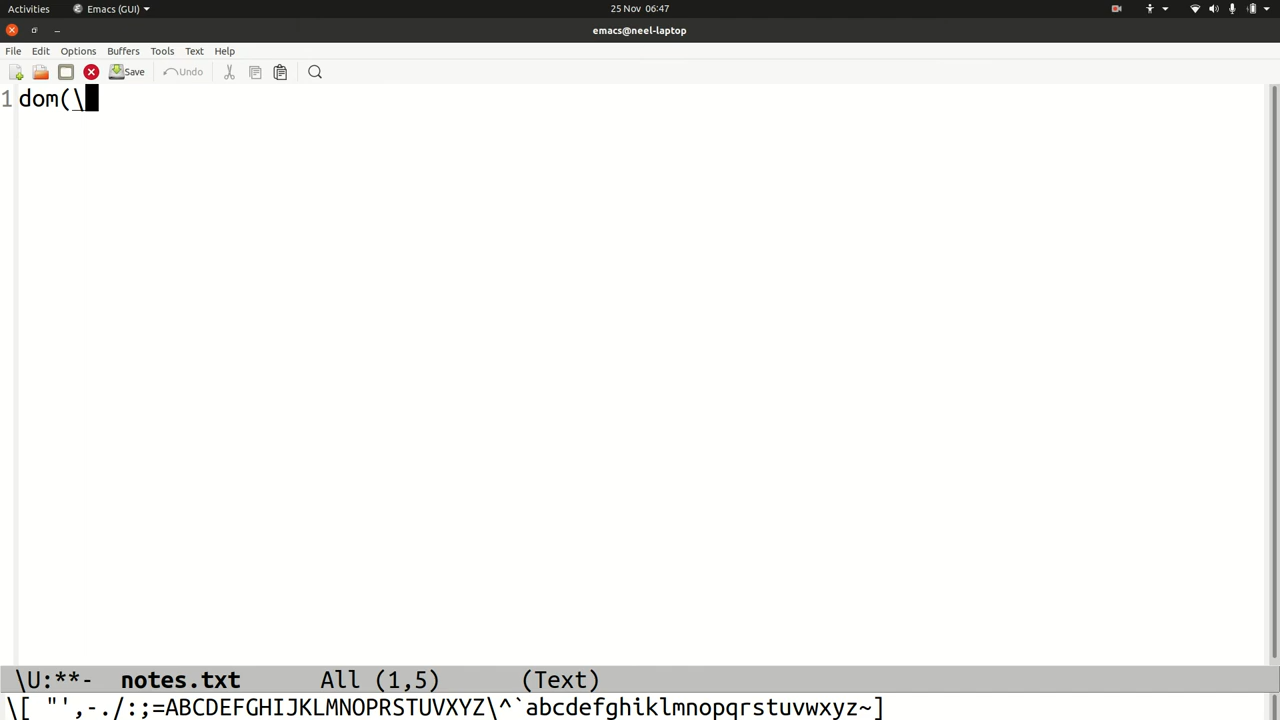 Activities Emacs (GUI) 25 Nov 06:47
emacs@neel-laptop
File Edit Options Buffers Tools Text Help
Save Undo
1 dom(\
\U:**- notes.txt All (1,5) (Text)
\[ "',-./:;=ABCDEFGHIJKLMNOPQRSTUVXYZ\^`abcdefghiklmnopqrstuvwxyz~]